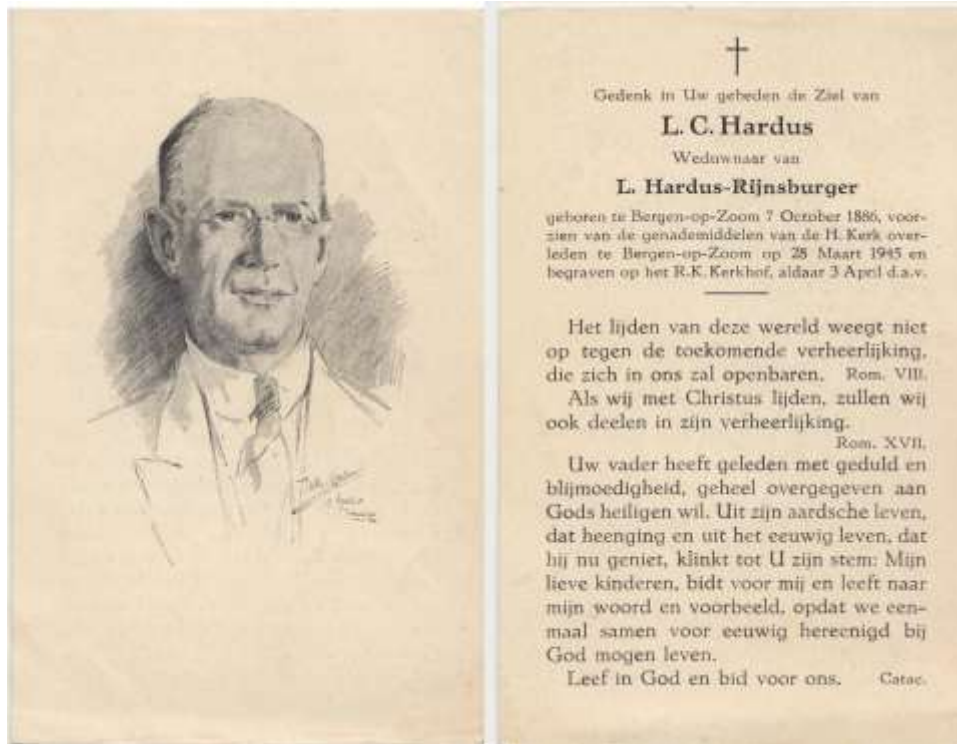 Gedenk in Uw gebeden de Ziel van
L. C. Hardus
Weduwnaar van
L. Hardus-Rijnsburger
geboren te Bergen-op-Zoom 7 October 1886, voor-
zien van de genademiddelen van de H. Kerk over-
leden te Bergen-op-Zoom op 28 Maart 1945 en
begraven op het R.K. Kerkhof, aldaar 3 April d.a.v.
Het lijden van deze wereld weegt niet
op tegen de toekomende verheerlijking,
die zich in ons zal openbaren. Rom. VIII.
Als wij met Christus lijden, zullen wij
ook deelen in zijn verheerlijking.
Rom. XVII.
Uw vader heeft geleden met geduld en
blijmoedigheid, geheel overgegeven aan
Gods heiligen wil. Uit zijn aardsche leven,
dat heenging en uit het eeuwig leven, dat
hij nu geniet, klinkt tot U zijn stem: Mijn
lieve kinderen, bidt voor mij en leeft naar
mijn woord en voorbeeld, opdat we een-
maal samen voor eeuwig hereenigd bij
God mogen leven.
Leef in God en bid voor ons. Catac.